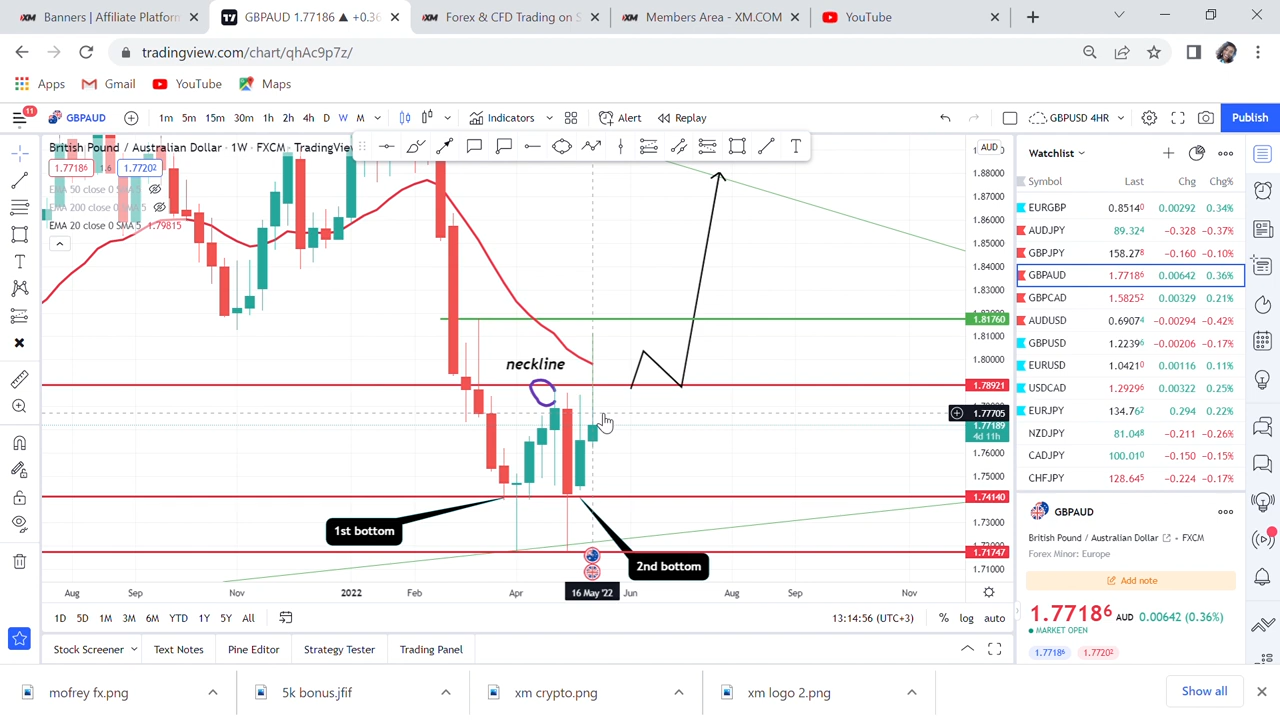 Banners | Affiliate Platform
GBPAUD 1.77186 ▲ +0.36
Forex & CFD Trading on S
Members Area - XM.COM
YouTube
tradingview.com/chart/qhAc9p7z/
Apps
Gmail
YouTube
Maps
11
GBPAUD
1m 5m 15m 30m 1h 2h 4h D W M
Indicators
Alert
Replay
GBPUSD 4HR
Publish
British Pound / Australian Dollar · 1W · FXCM · TradingView
1.77186 1.6 1.77202
EMA 50 close 0 SMA 5
EMA 200 close 0 SMA 5
EMA 20 close 0 SMA 5 1.79815
AUD
1.88000
1.87000
1.86000
1.85000
1.84000
1.83000
1.81760
1.81000
1.80000
1.78921
1.77705
1.77189
4d 11h
1.76000
1.75000
1.74140
1.73000
1.71747
1.71000
neckline
1st bottom
2nd bottom
Aug Sep Nov 2022 Feb Apr 16 May '22 Jun Aug Sep Nov
1D 5D 1M 3M 6M YTD 1Y 5Y All
13:14:56 (UTC+3) % log auto
Stock Screener Text Notes Pine Editor Strategy Tester Trading Panel
Watchlist
Symbol Last Chg Chg%
EURGBP 0.85140 0.00292 0.34%
AUDJPY 89.324 −0.328 −0.37%
GBPJPY 158.278 −0.160 −0.10%
GBPAUD 1.77186 0.00642 0.36%
GBPCAD 1.58252 0.00329 0.21%
AUDUSD 0.69074 −0.00294 −0.42%
GBPUSD 1.22396 −0.00206 −0.17%
EURUSD 1.04210 0.00116 0.11%
USDCAD 1.29296 0.00322 0.25%
EURJPY 134.762 0.294 0.22%
NZDJPY 81.048 −0.211 −0.26%
CADJPY 100.010 −0.150 −0.15%
CHFJPY 128.645 −0.224 −0.17%
GBPAUD
British Pound / Australian Dollar • FXCM
Forex Minor: Europe
Add note
1.77186 AUD 0.00642 (0.36%)
MARKET OPEN
1.77186 1.77202
mofrey fx.png
5k bonus.jfif
xm crypto.png
xm logo 2.png
Show all